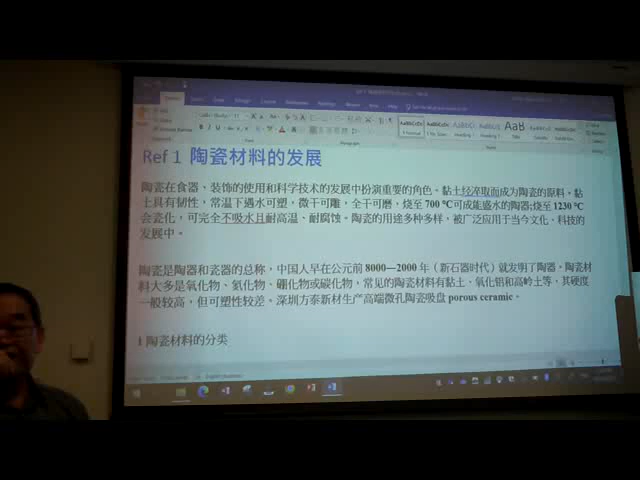 Ref 1 陶瓷材料的发展
陶瓷在食器、装饰的使用和科学技术的发展中扮演重要的角色。黏土经淬取而成为陶瓷的原料。黏
土具有韧性，常温下遇水可塑，微干可雕，全干可磨，烧至 700 ℃可成能盛水的陶器;烧至 1230 ℃
会瓷化，可完全不吸水且耐高温、耐腐蚀。陶瓷的用途多种多样，被广泛应用于当今文化、科技的
发展中。
陶瓷是陶器和瓷器的总称，中国人早在公元前 8000—2000 年（新石器时代）就发明了陶器。陶瓷材
料大多是氧化物、氮化物、硼化物或碳化物，常见的陶瓷材料有黏土、氧化铝和高岭土等，其硬度
一般较高，但可塑性较差。深圳方泰新材生产高端微孔陶瓷吸盘 porous ceramic。
1 陶瓷材料的分类